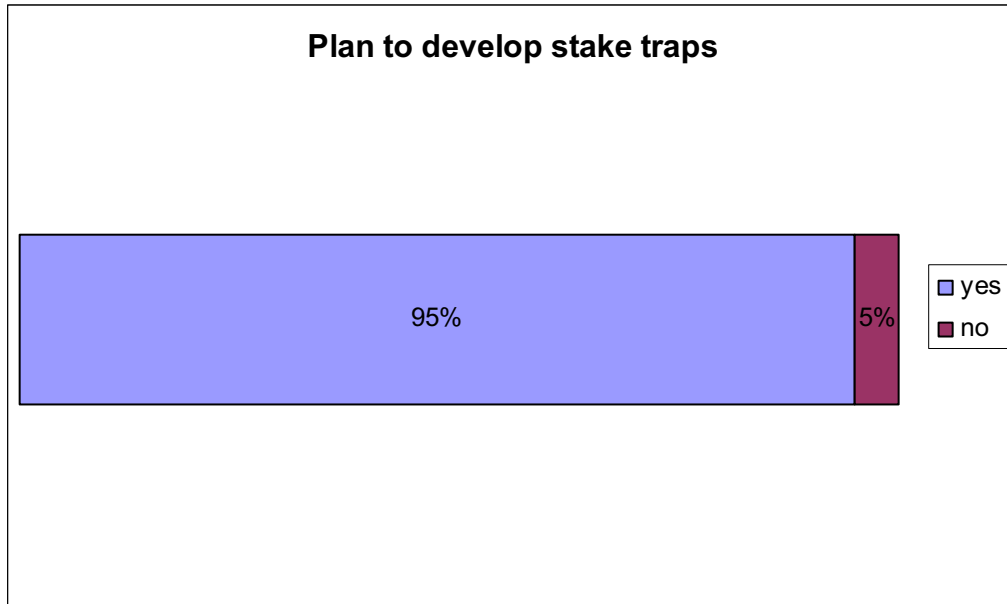 Plan to develop stake traps
95%
5%
yes
no